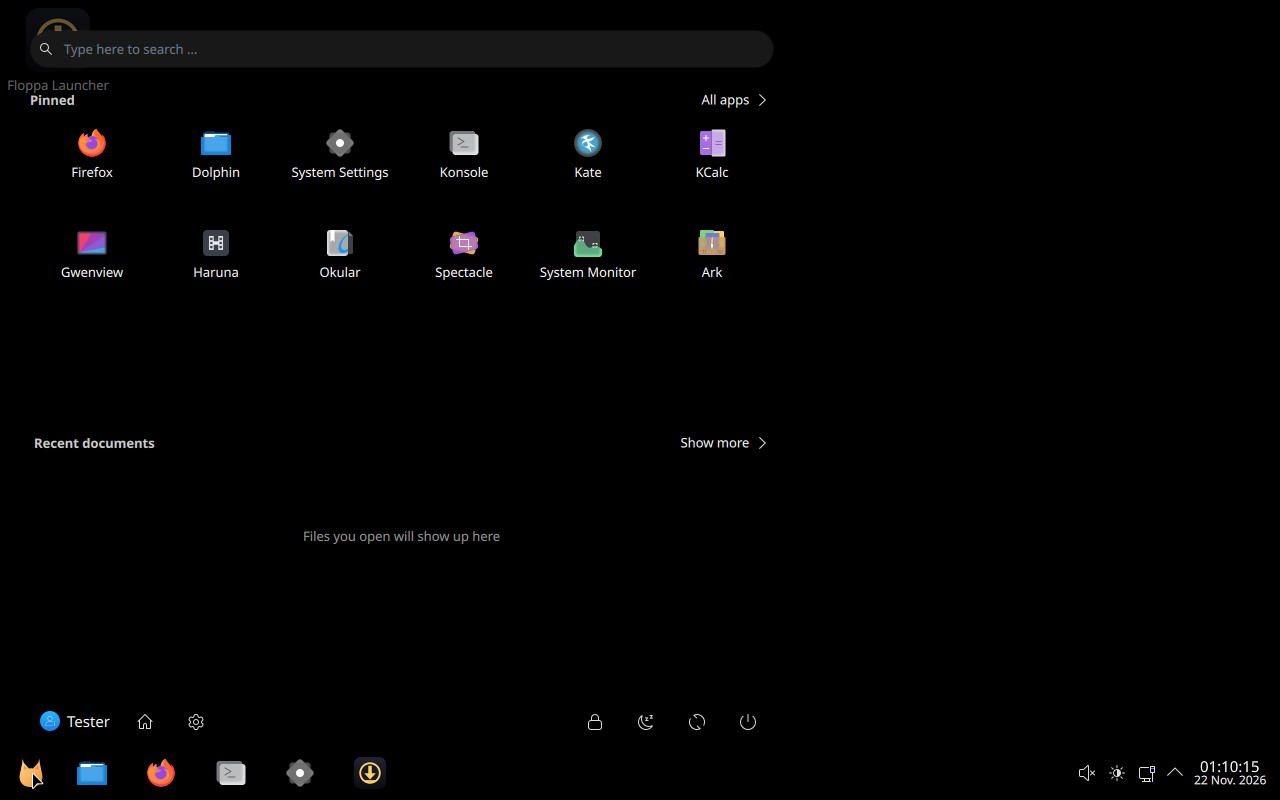 Type here to search ...
Floppa Launcher
Pinned
All apps
Firefox
Dolphin
System Settings
Konsole
Kate
KCalc
Gwenview
Haruna
Okular
Spectacle
System Monitor
Ark
Recent documents
Show more
Files you open will show up here
Tester
01:10:15
22 Nov. 2026